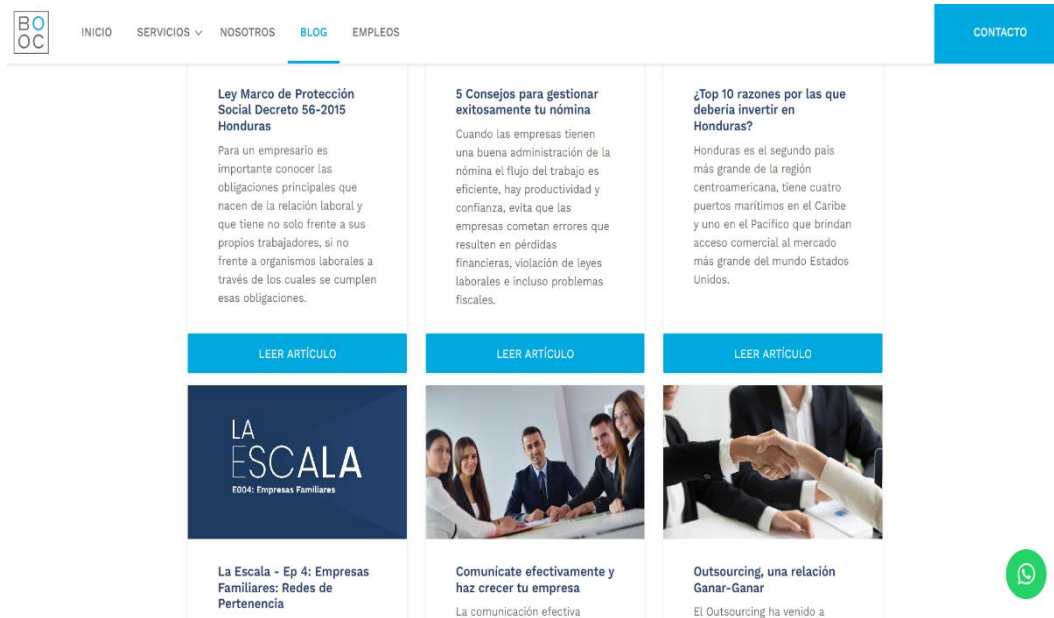 BO
OC
INICIO
SERVICIOS
NOSOTROS
BLOG
EMPLEOS
CONTACTO
Ley Marco de Protección
Social Decreto 56-2015
Honduras
Para un empresario es
importante conocer las
obligaciones principales que
nacen de la relación laboral y
que tiene no solo frente a sus
propios trabajadores, si no
frente a organismos laborales a
través de los cuales se cumplen
esas obligaciones.
LEER ARTÍCULO
5 Consejos para gestionar
exitosamente tu nómina
Cuando las empresas tienen
una buena administración de la
nómina el flujo del trabajo es
eficiente, hay productividad y
confianza, evita que las
empresas cometan errores que
resulten en pérdidas
financieras, violación de leyes
laborales e incluso problemas
fiscales.
LEER ARTÍCULO
¿Top 10 razones por las que
debería invertir en
Honduras?
Honduras es el segundo país
más grande de la región
centroamericana, tiene cuatro
puertos marítimos en el Caribe
y uno en el Pacífico que brindan
acceso comercial al mercado
más grande del mundo Estados
Unidos.
LEER ARTÍCULO
LA
ESCALA
E004: Empresas Familiares
La Escala - Ep 4: Empresas
Familiares: Redes de
Pertenencia
Comunícate efectivamente y
haz crecer tu empresa
La comunicación efectiva
Outsourcing, una relación
Ganar-Ganar
El Outsourcing ha venido a